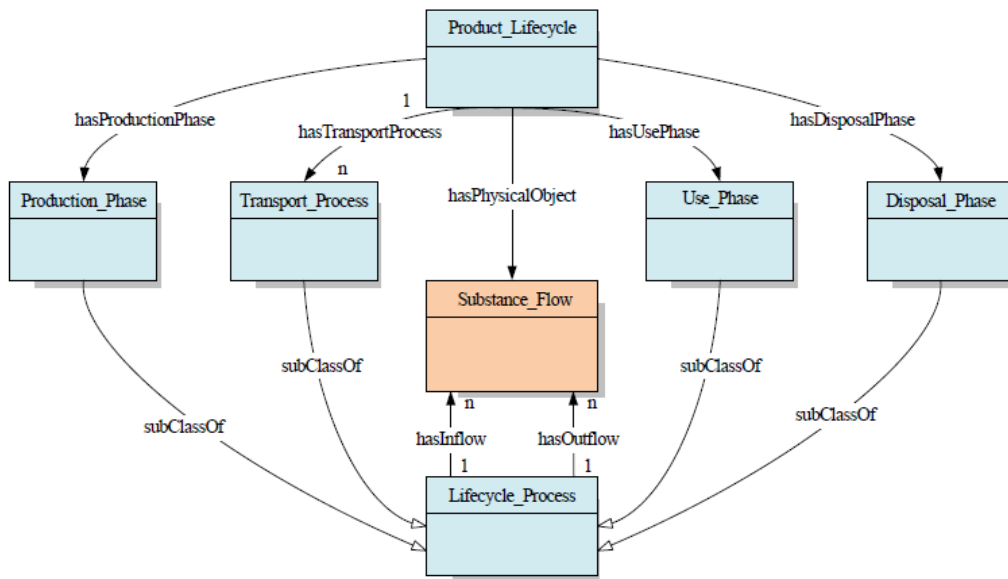 Product_Lifecycle
1
hasProductionPhase
hasTransportProcess
hasUsePhase
hasDisposalPhase
n
Production_Phase
Transport_Process
hasPhysicalObject
Use_Phase
Disposal_Phase
Substance_Flow
subClassOf
subClassOf
subClassOf
subClassOf
n
n
hasInflow
hasOutflow
1
1
Lifecycle_Process